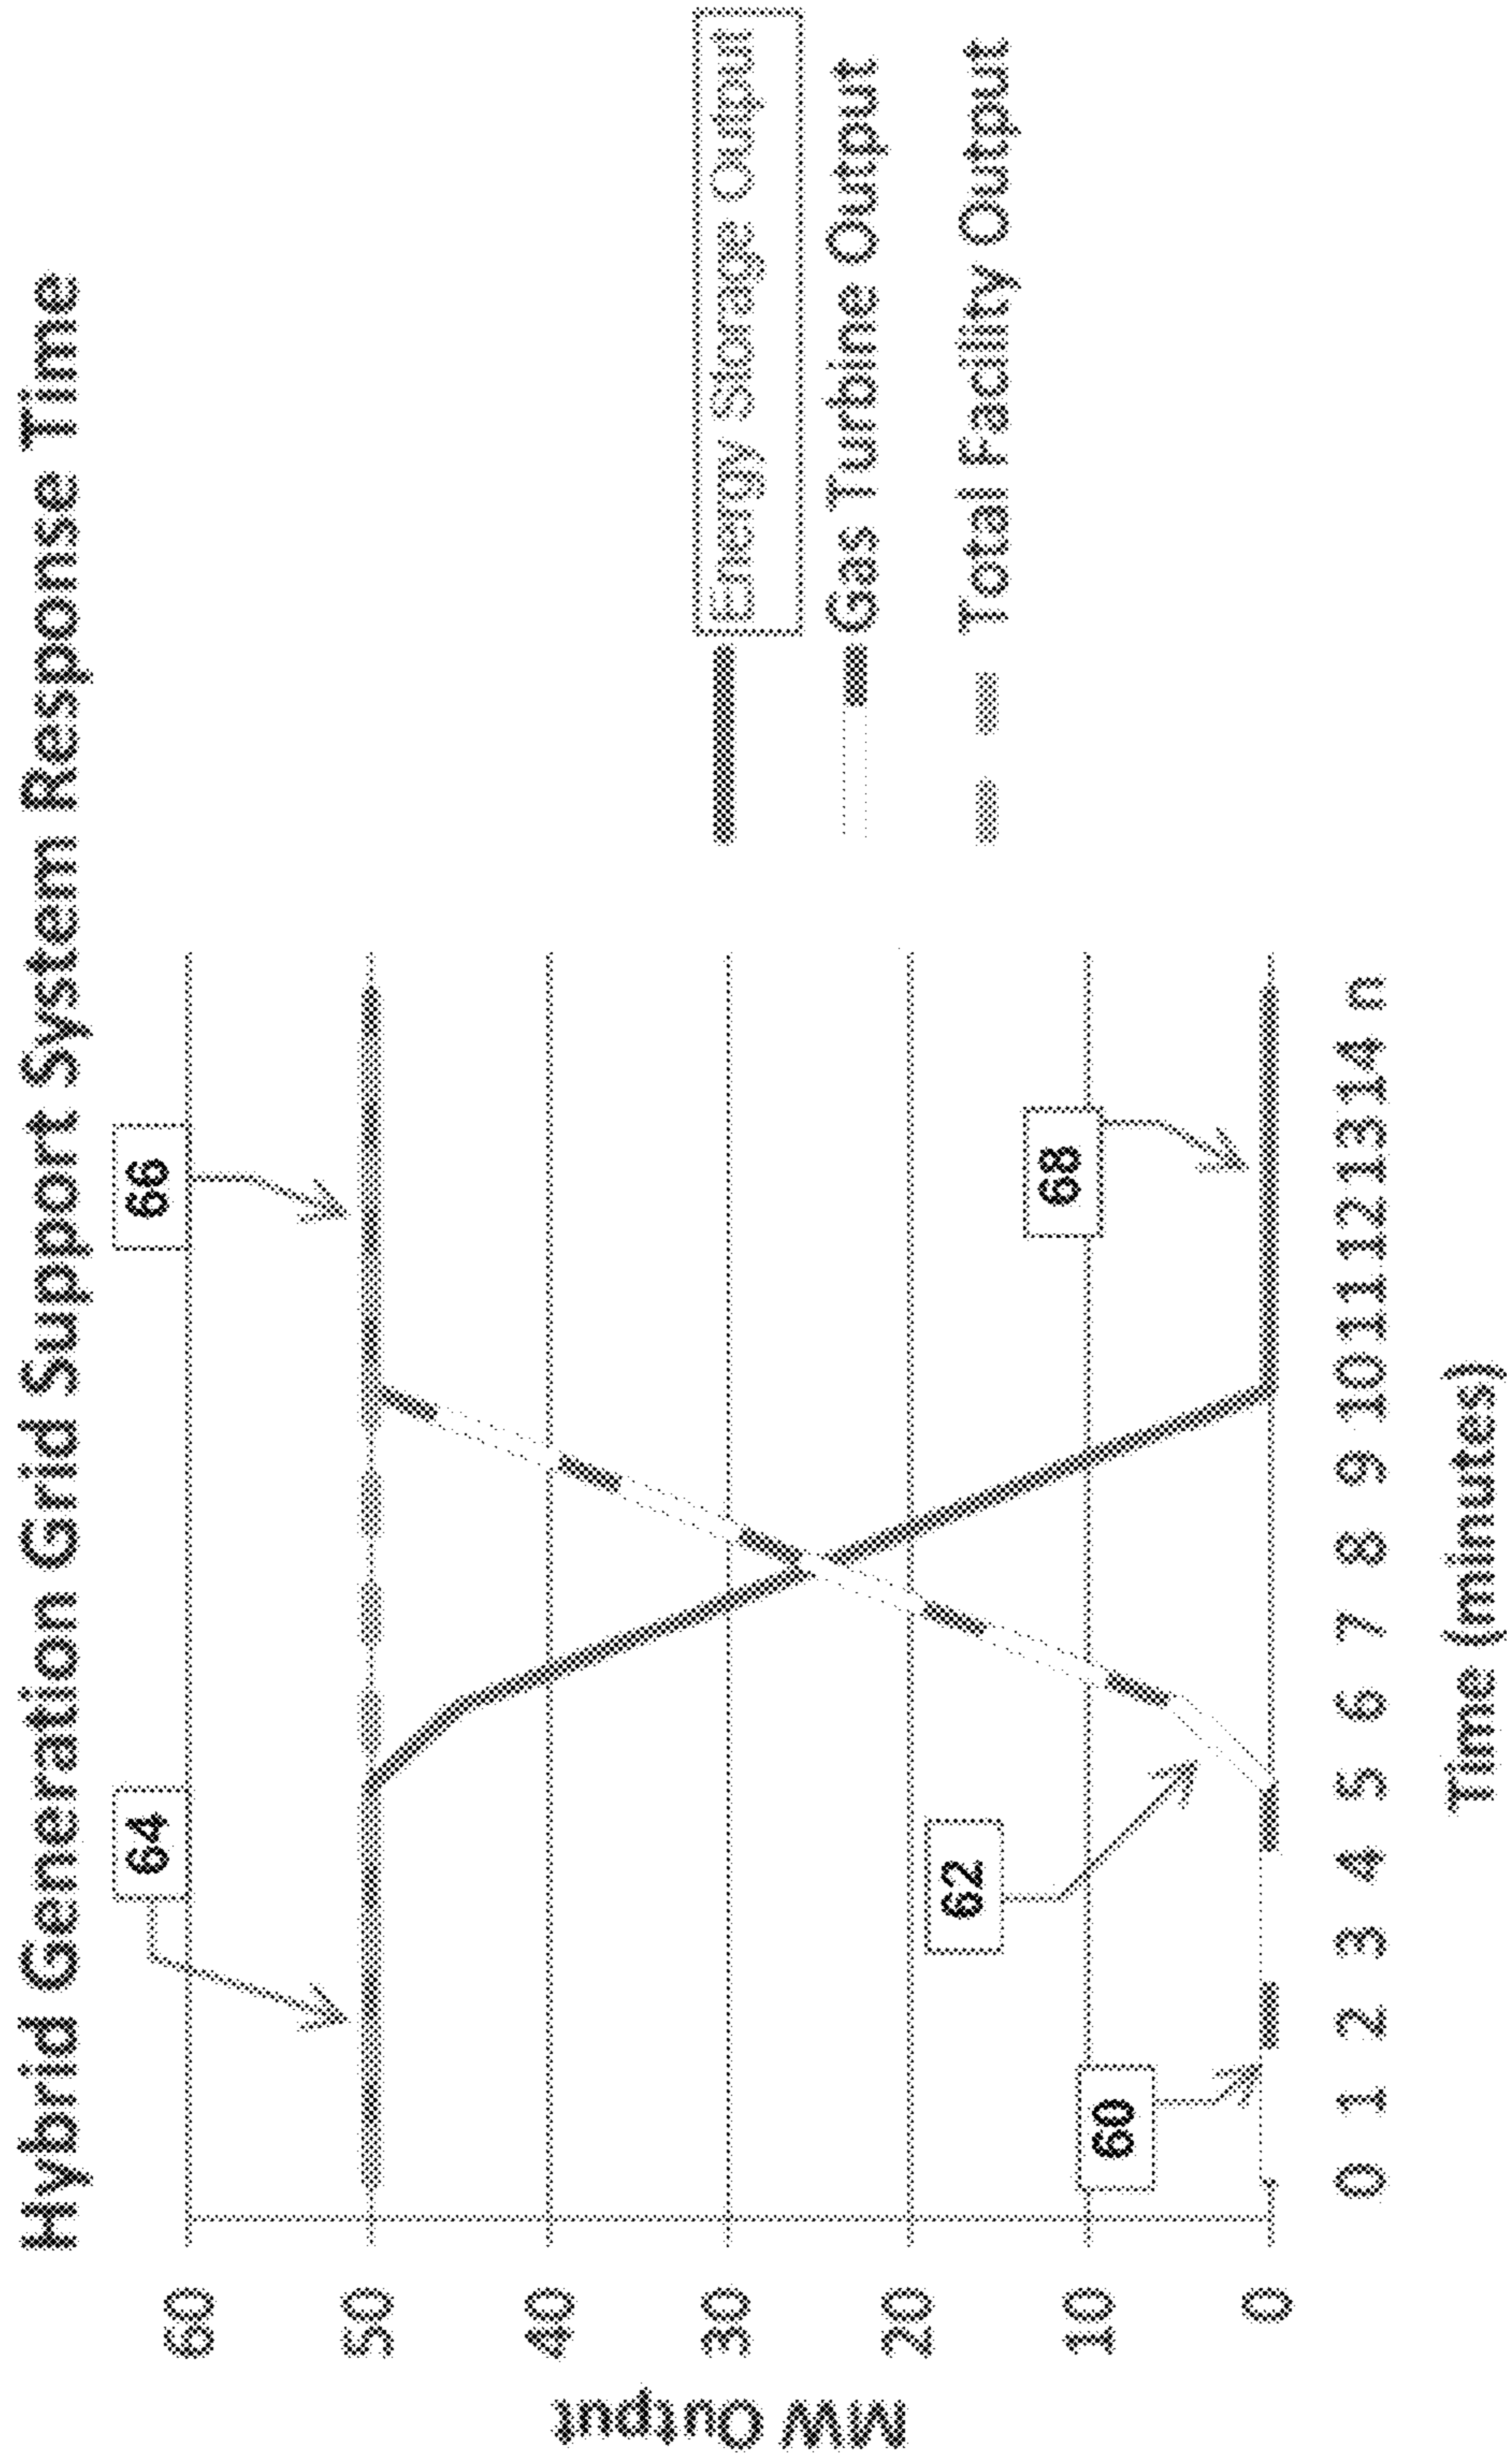 Hybrid Generation Grid Support System Response Time
60
50
40
30
20
10
0
MW Output
64
66
62
60
68
0 1 2 3 4 5 6 7 8 9 10 11 12 13 14 n
Time (minutes)
Energy Storage Output
Gas Turbine Output
Total Facility Output